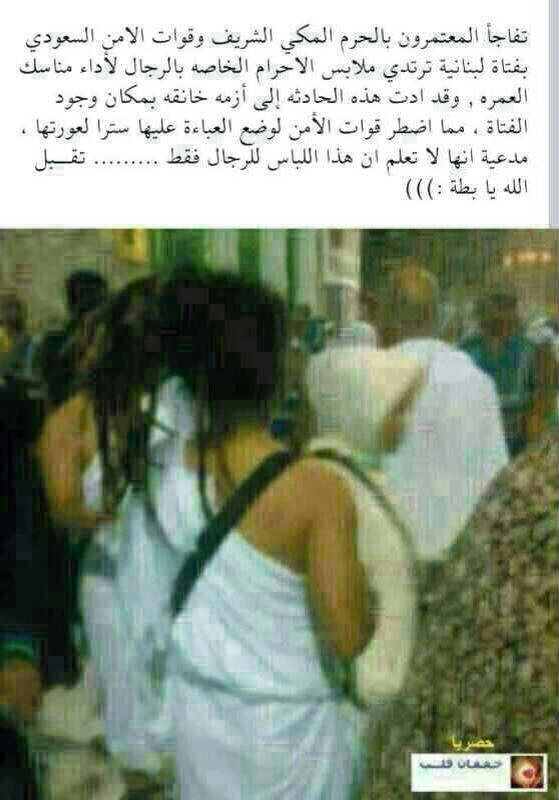 تفاجأ المعتمرون بالحرم المكي الشريف وقوات الامن السعودي
بفتاة لبنانية ترتدي ملابس الاحرام الخاصه بالرجال لأداء مناسك
العمره , وقد ادت هذه الحادثه إلى أزمه خانقه بمكان وجود
الفتاة ، مما اضطر قوات الأمن لوضع العباءة عليها سترا لعورتها ،
مدعية انها لا تعلم ان هذا اللباس للرجال فقط ......... تقـــبل
الله يا بطة :)))
حصريا
خفقان قلب